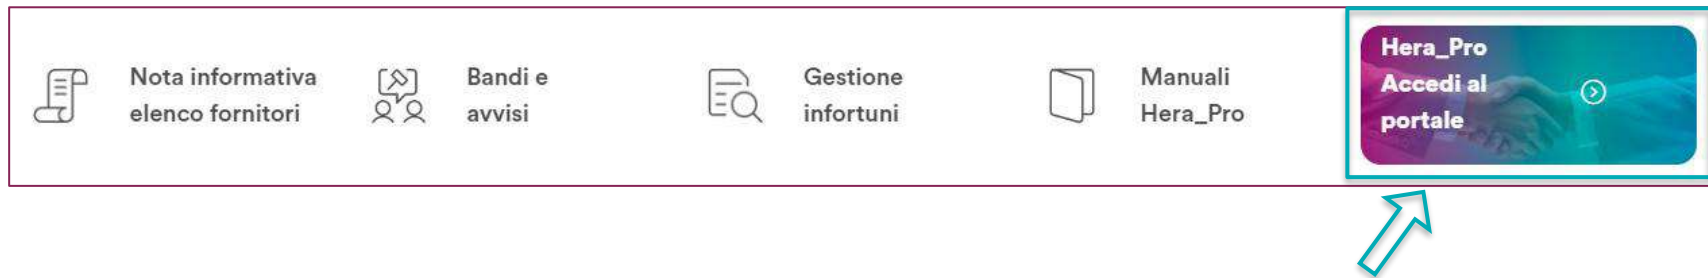 Nota informativa
elenco fornitori
Bandi e
avvisi
Gestione
infortuni
Manuali
Hera_Pro
Hera_Pro
Accedi al
portale